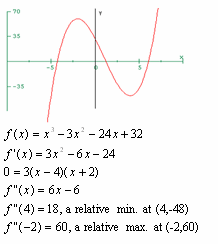 70
Y
35
-5
5
x
-35
f(x) = x³ - 3x² - 24x + 32
f'(x) = 3x² - 6x - 24
0 = 3(x - 4)(x + 2)
f"(x) = 6x - 6
f"(4) = 18, a relative min. at (4,-48)
f"(-2) = 60, a relative max. at (-2,60)